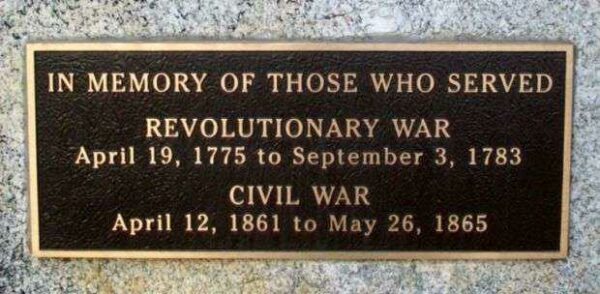 IN MEMORY OF THOSE WHO SERVED
REVOLUTIONARY WAR
April 19, 1775 to September 3, 1783
CIVIL WAR
April 12, 1861 to May 26, 1865